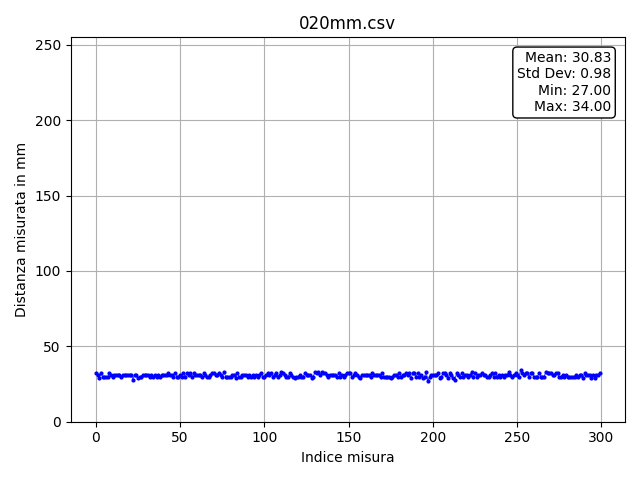 020mm.csv
Mean: 30.83
Std Dev: 0.98
Min: 27.00
Max: 34.00
Distanza misurata in mm
250
200
150
100
50
0
0 50 100 150 200 250 300
Indice misura